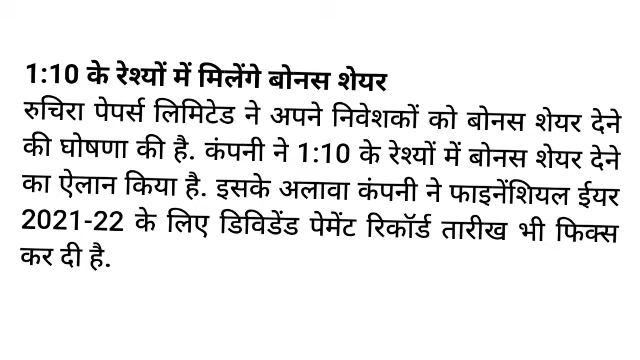 1:10 के रेश्यों में मिलेंगे बोनस शेयर
रुचिरा पेपर्स लिमिटेड ने अपने निवेशकों को बोनस शेयर देने
की घोषणा की है. कंपनी ने 1:10 के रेश्यों में बोनस शेयर देने
का ऐलान किया है. इसके अलावा कंपनी ने फाइनेंशियल ईयर
2021-22 के लिए डिविडेंड पेमेंट रिकॉर्ड तारीख भी फिक्स
कर दी है.